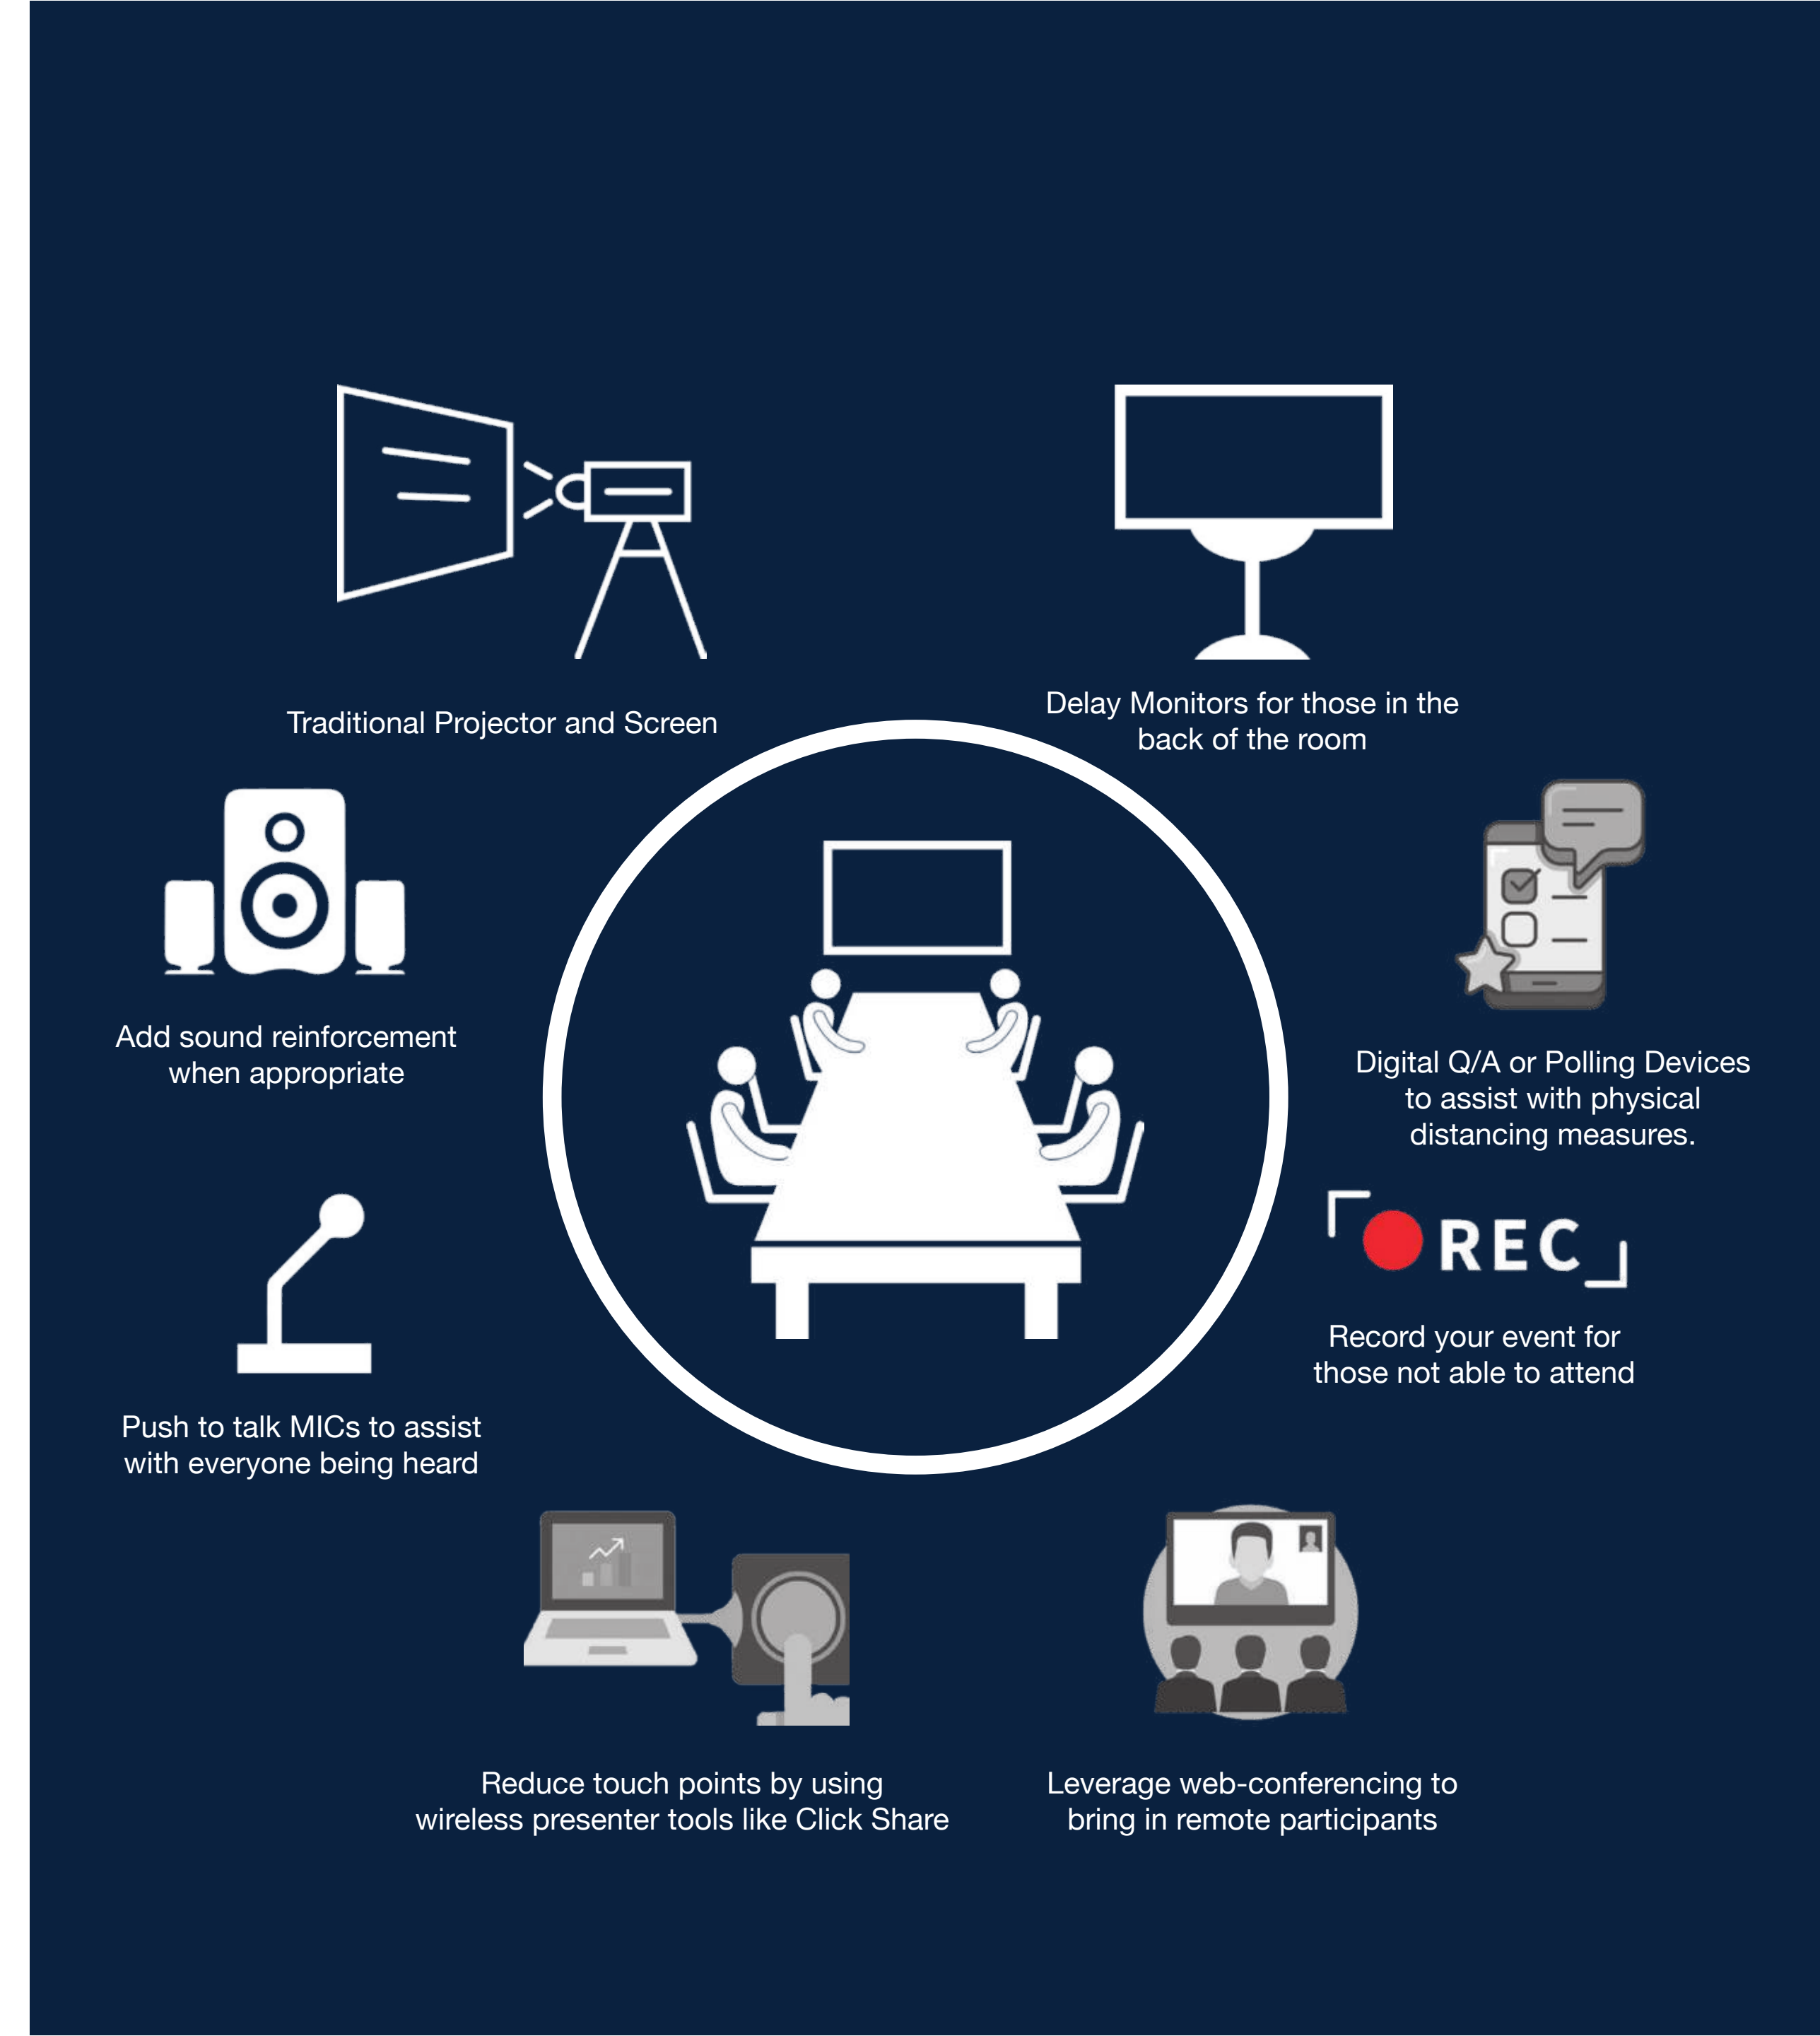 Traditional Projector and Screen
Delay Monitors for those in the
back of the room
Add sound reinforcement
when appropriate
Digital Q/A or Polling Devices
to assist with physical
distancing measures.
REC
Record your event for
those not able to attend
Push to talk MICs to assist
with everyone being heard
Reduce touch points by using
wireless presenter tools like Click Share
Leverage web-conferencing to
bring in remote participants